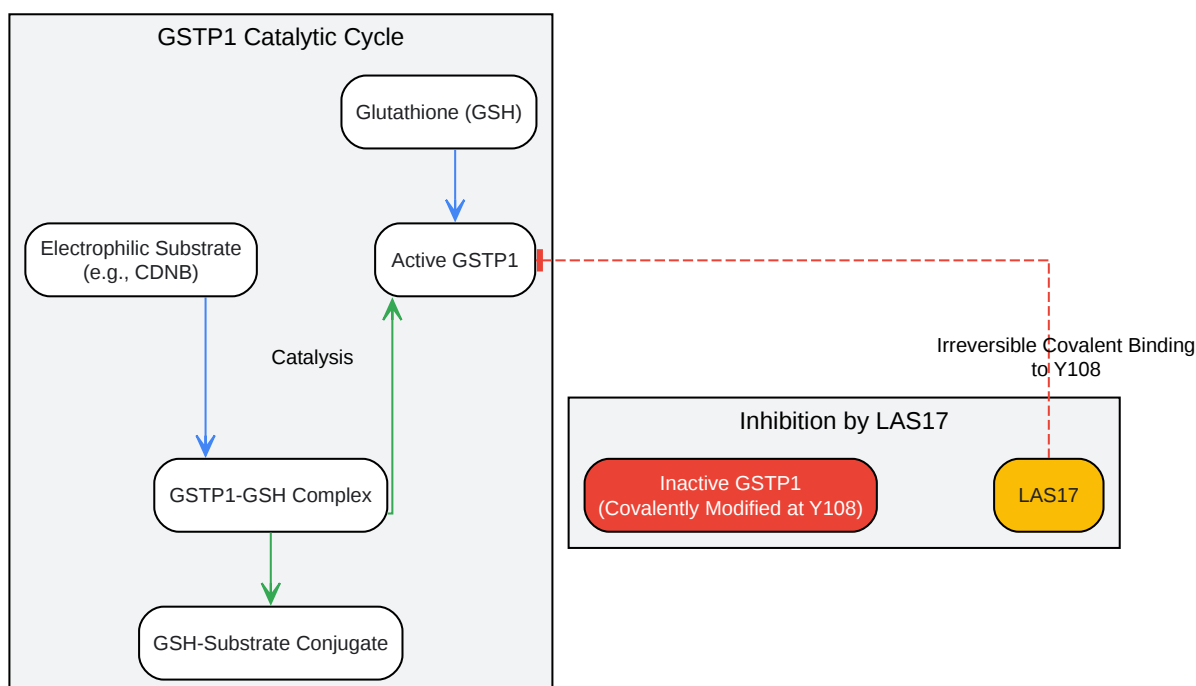 GSTP1 Catalytic Cycle
Glutathione (GSH)
Electrophilic Substrate
(e.g., CDNB)
Active GSTP1
Catalysis
GSTP1-GSH Complex
GSH-Substrate Conjugate
Irreversible Covalent Binding
to Y108
Inhibition by LAS17
Inactive GSTP1
(Covalently Modified at Y108)
LAS17